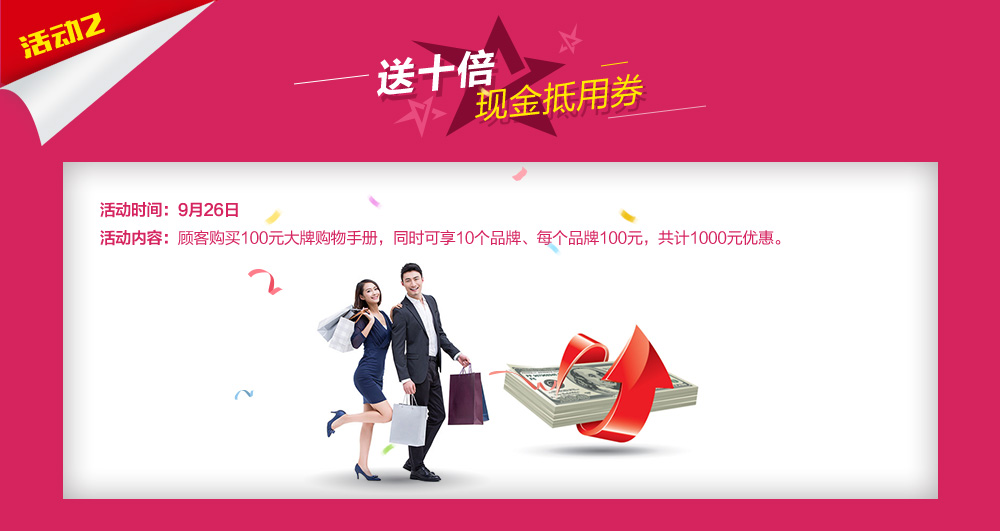 活动2
送十倍
现金抵用券
活动时间：9月26日
活动内容：顾客购买100元大牌购物手册，同时可享10个品牌、每个品牌100元，共计1000元优惠。